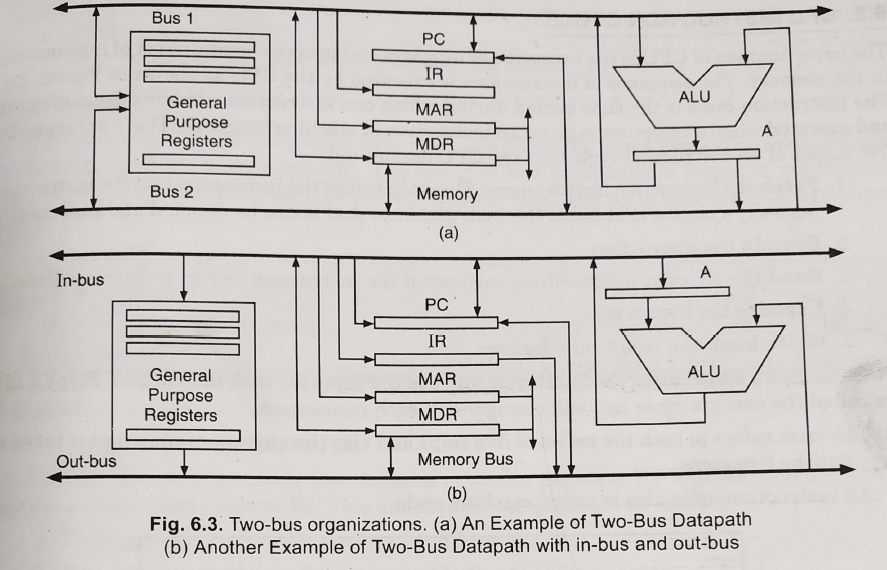 Bus 1
PC
IR
MAR
MDR
General
Purpose
Registers
ALU
A
Bus 2
Memory
(a)
In-bus
A
PC
IR
MAR
MDR
General
Purpose
Registers
ALU
Out-bus
Memory Bus
(b)
Fig. 6.3. Two-bus organizations. (a) An Example of Two-Bus Datapath
(b) Another Example of Two-Bus Datapath with in-bus and out-bus